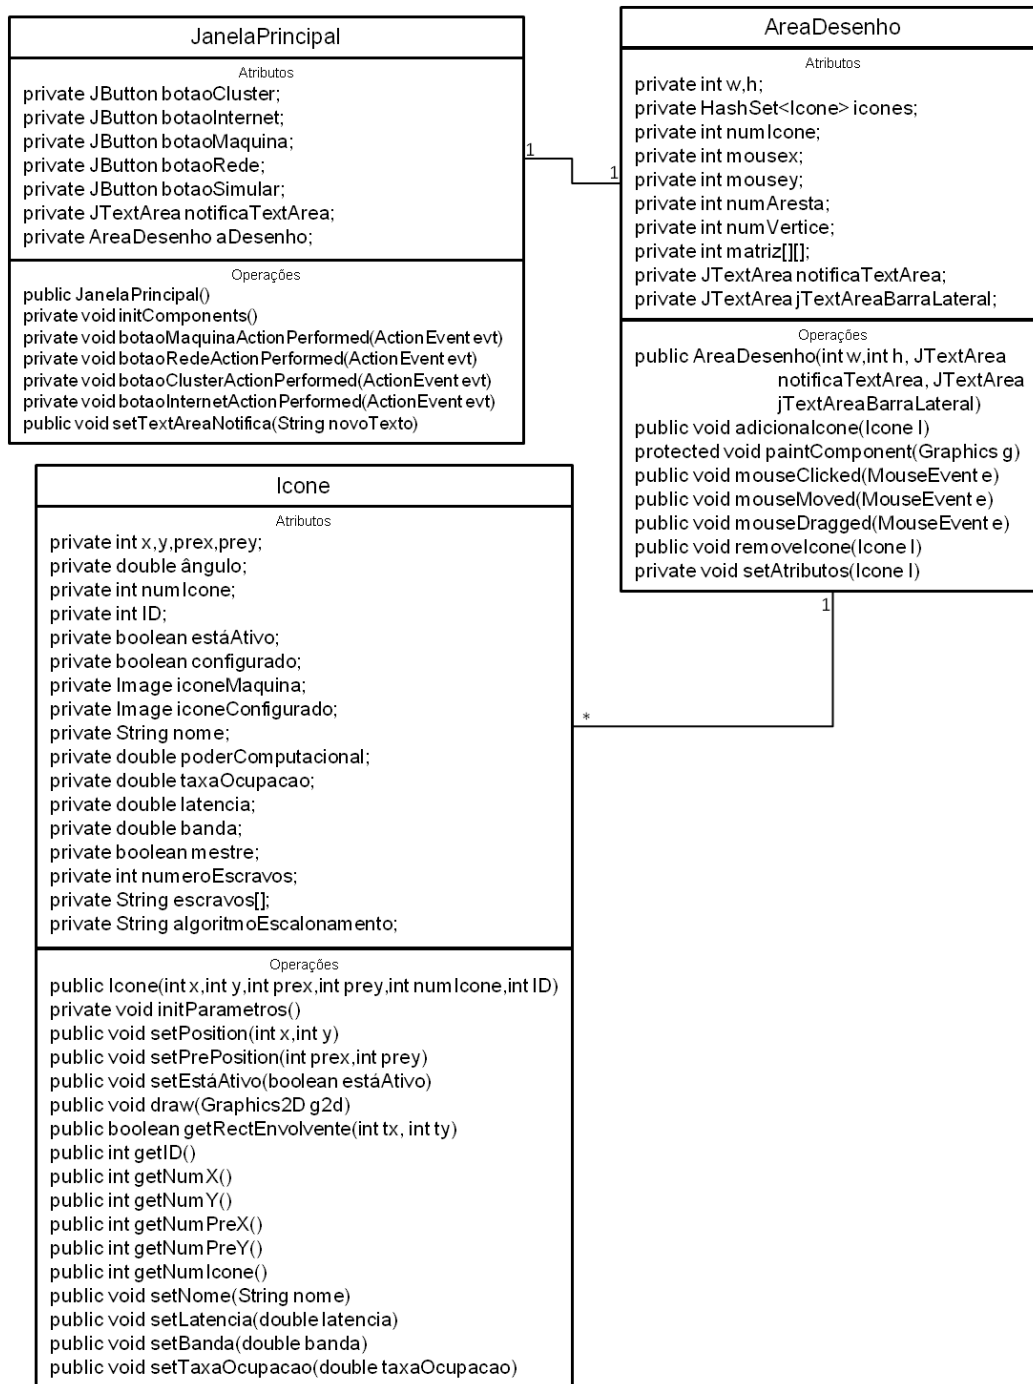 JanelaPrincipal
Atributos
private JButton botaoCluster;
private JButton botaoInternet;
private JButton botaoMaquina;
private JButton botaoRede;
private JButton botaoSimular;
private JTextArea notificaTextArea;
private AreaDesenho aDesenho;
Operações
public JanelaPrincipal()
private void initComponents()
private void botaoMaquinaActionPerformed(ActionEvent evt)
private void botaoRedeActionPerformed(ActionEvent evt)
private void botaoClusterActionPerformed(ActionEvent evt)
private void botaoInternetActionPerformed(ActionEvent evt)
public void setTextAreaNotifica(String novoTexto)
1
1
AreaDesenho
Atributos
private int w,h;
private HashSet<Icone> icones;
private int numIcone;
private int mousex;
private int mousey;
private int numAresta;
private int numVertice;
private int matriz[][];
private JTextArea notificaTextArea;
private JTextArea jTextAreaBarraLateral;
Operações
public AreaDesenho(int w,int h, JTextArea
notificaTextArea, JTextArea
jTextAreaBarraLateral)
public void adicionaIcone(Icone I)
protected void paintComponent(Graphics g)
public void mouseClicked(MouseEvent e)
public void mouseMoved(MouseEvent e)
public void mouseDragged(MouseEvent e)
public void removeIcone(Icone I)
private void setAtributos(Icone I)
1
*
Icone
Atributos
private int x,y,prex,prey;
private double ângulo;
private int numIcone;
private int ID;
private boolean estáAtivo;
private boolean configurado;
private Image iconeMaquina;
private Image iconeConfigurado;
private String nome;
private double poderComputacional;
private double taxaOcupacao;
private double latencia;
private double banda;
private boolean mestre;
private int numeroEscravos;
private String escravos[];
private String algoritmoEscalonamento;
Operações
public Icone(int x,int y,int prex,int prey,int numIcone,int ID)
private void initParametros()
public void setPosition(int x,int y)
public void setPrePosition(int prex,int prey)
public void setEstáAtivo(boolean estáAtivo)
public void draw(Graphics2D g2d)
public boolean getRectEnvolvente(int tx, int ty)
public int getID()
public int getNumX()
public int getNumY()
public int getNumPreX()
public int getNumPreY()
public int getNumIcone()
public void setNome(String nome)
public void setLatencia(double latencia)
public void setBanda(double banda)
public void setTaxaOcupacao(double taxaOcupacao)